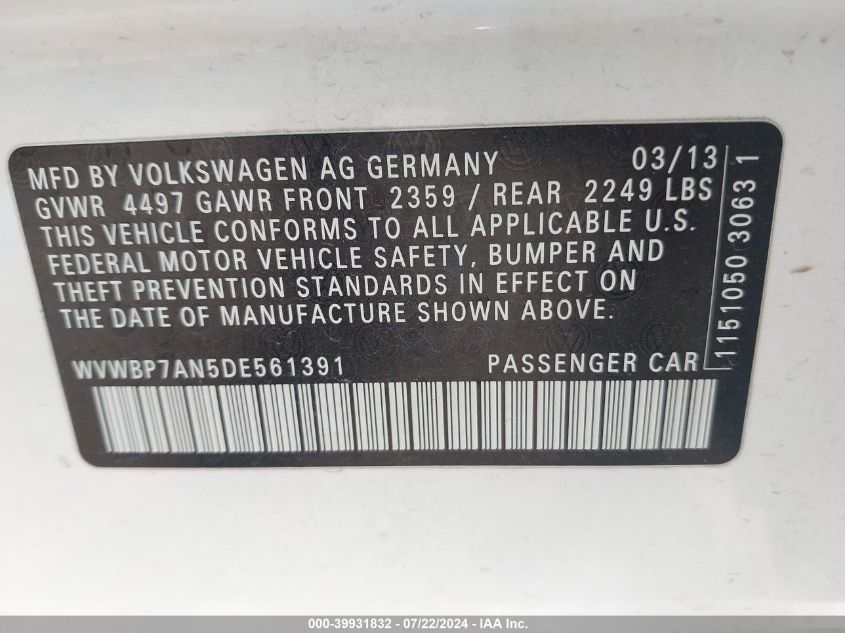 MFD BY VOLKSWAGEN AG GERMANY 03/13
GVWR 4497 GAWR FRONT 2359 / REAR 2249 LBS
THIS VEHICLE CONFORMS TO ALL APPLICABLE U.S.
FEDERAL MOTOR VEHICLE SAFETY, BUMPER AND
THEFT PREVENTION STANDARDS IN EFFECT ON
THE DATE OF MANUFACTURE SHOWN ABOVE.
WVWBP7AN5DE561391 PASSENGER CAR
1151050 3063 1
000-39931832 - 07/22/2024 - IAA Inc.